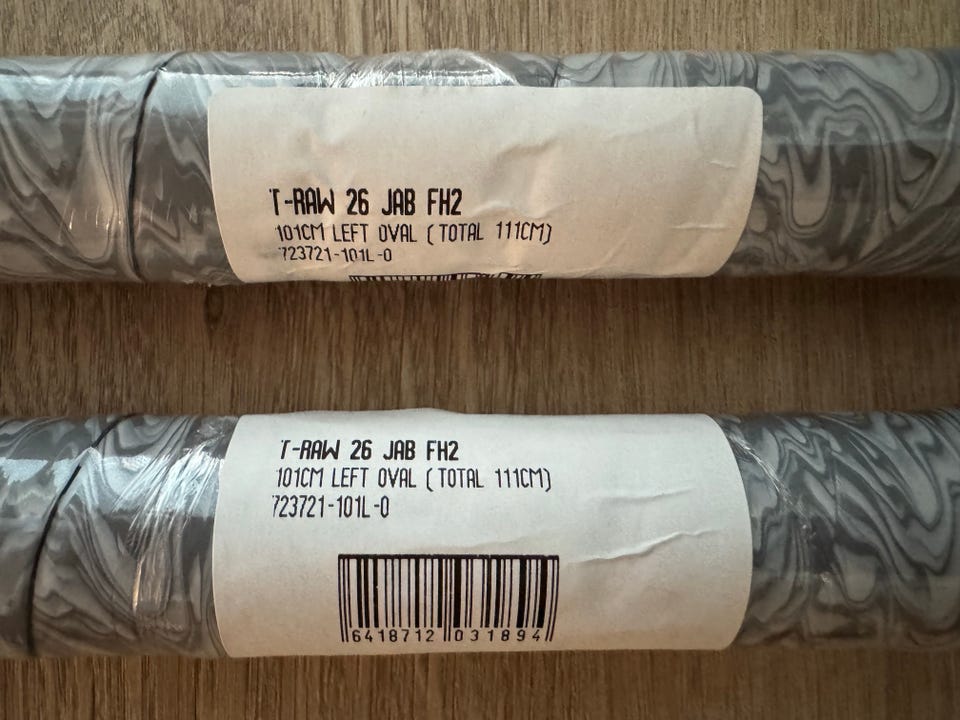 T-RAW 26 JAB FH2
101CM LEFT OVAL (TOTAL 111CM)
723721-101L-0
T-RAW 26 JAB FH2
101CM LEFT OVAL (TOTAL 111CM)
723721-101L-0
6418712 031894